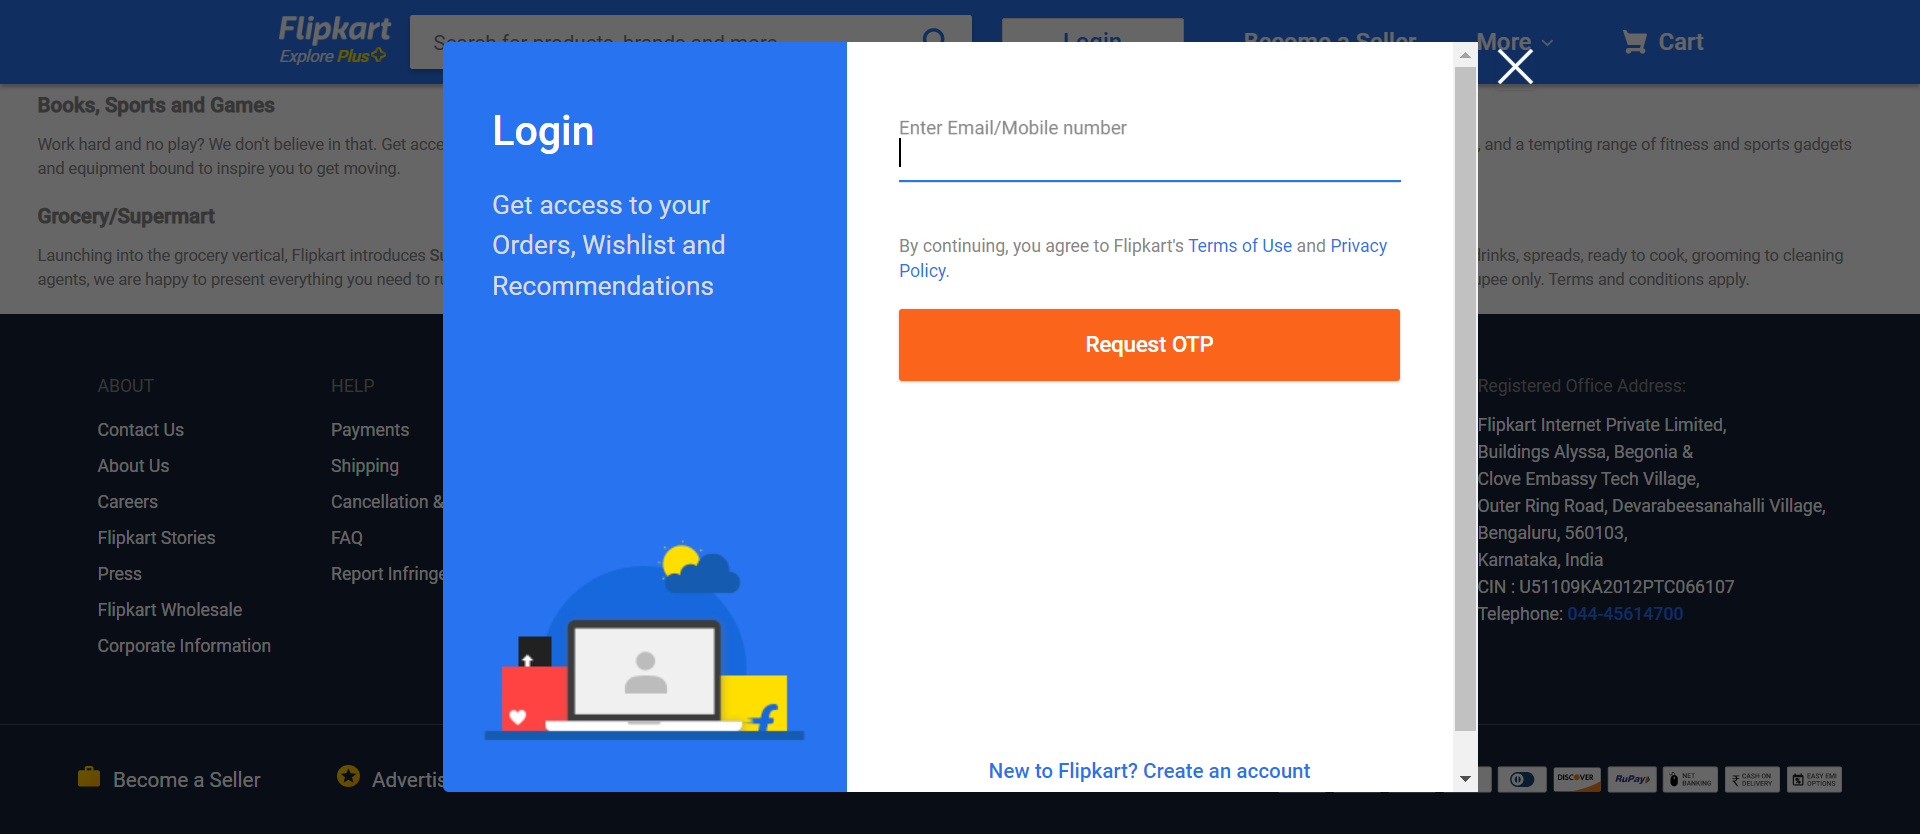 Flipkart
Explore Plus
Search for products, brands and more
Login
Become a Seller
More
Cart
Books, Sports and Games
Work hard and no play? We don't believe in that. Get acce
, and a tempting range of fitness and sports gadgets
and equipment bound to inspire you to get moving.
Grocery/Supermart
Launching into the grocery vertical, Flipkart introduces Su
drinks, spreads, ready to cook, grooming to cleaning
agents, we are happy to present everything you need to ru
upee only. Terms and conditions apply.
Login
Get access to your
Orders, Wishlist and
Recommendations
Enter Email/Mobile number
By continuing, you agree to Flipkart's Terms of Use and Privacy
Policy.
Request OTP
New to Flipkart? Create an account
ABOUT
Contact Us
About Us
Careers
Flipkart Stories
Press
Flipkart Wholesale
Corporate Information
HELP
Payments
Shipping
Cancellation &
FAQ
Report Infringe
Registered Office Address:
Flipkart Internet Private Limited,
Buildings Alyssa, Begonia &
Clove Embassy Tech Village,
Outer Ring Road, Devarabeesanahalli Village,
Bengaluru, 560103,
Karnataka, India
CIN : U51109KA2012PTC066107
Telephone: 044-45614700
Become a Seller
Advertis
DISCOVER
RuPay
NET
BANKING
CASH ON
DELIVERY
EASY EMI
OPTIONS